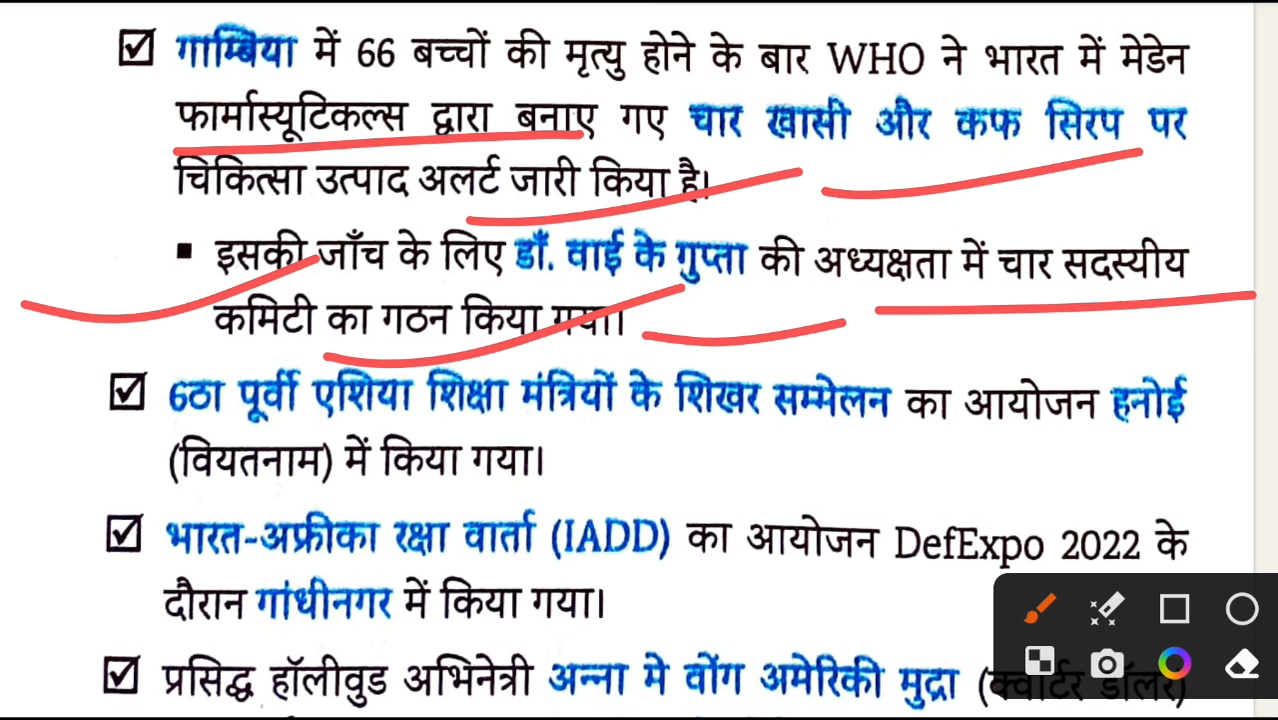 गाम्बिया में 66 बच्चों की मृत्यु होने के बार WHO ने भारत में मेडेन
फार्मास्यूटिकल्स द्वारा बनाए गए चार खासी और कफ सिरप पर
चिकित्सा उत्पाद अलर्ट जारी किया है।
▪ इसकी जाँच के लिए डॉ. वाई के गुप्ता की अध्यक्षता में चार सदस्यीय
कमिटी का गठन किया गया।
6ठा पूर्वी एशिया शिक्षा मंत्रियों के शिखर सम्मेलन का आयोजन हनोई
(वियतनाम) में किया गया।
भारत-अफ्रीका रक्षा वार्ता (IADD) का आयोजन DefExpo 2022 के
दौरान गांधीनगर में किया गया।
प्रसिद्ध हॉलीवुड अभिनेत्री अन्ना मे वोंग अमेरिकी मुद्रा (क्वार्टर डॉलर)